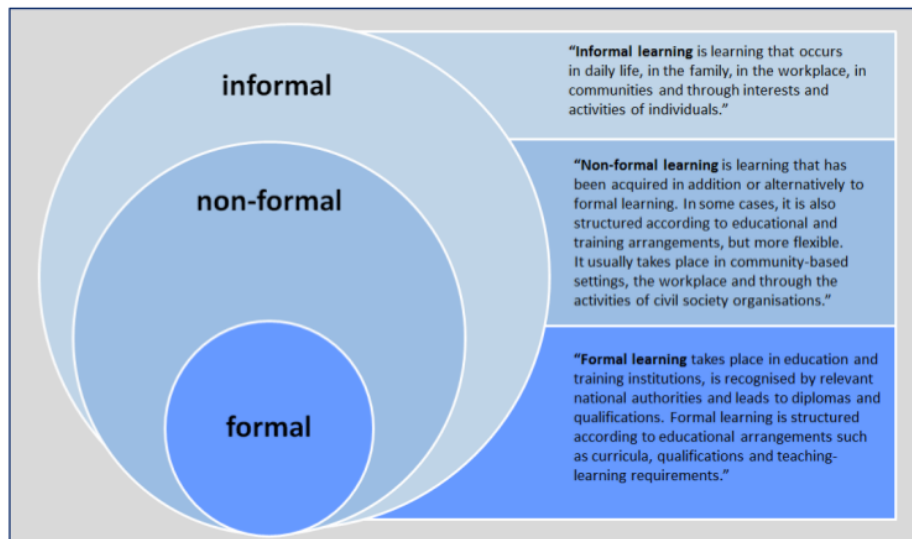 informal
non-formal
formal
“Informal learning is learning that occurs
in daily life, in the family, in the workplace, in
communities and through interests and
activities of individuals.”
“Non-formal learning is learning that has
been acquired in addition or alternatively to
formal learning. In some cases, it is also
structured according to educational and
training arrangements, but more flexible.
It usually takes place in community-based
settings, the workplace and through the
activities of civil society organisations.”
“Formal learning takes place in education and
training institutions, is recognised by relevant
national authorities and leads to diplomas and
qualifications. Formal learning is structured
according to educational arrangements such
as curricula, qualifications and teaching-
learning requirements.”